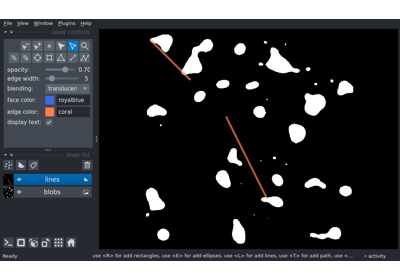 File View Window Plugins Help
layer controls
opacity: 0.70
edge width: 5
blending: translucen
face color: royalblue
edge color: coral
display text:
layer list
lines
blobs
Ready use <R> for add rectangles, use <E> for add ellipses, use <L> for add lines, use <T> for add path, use <... activity